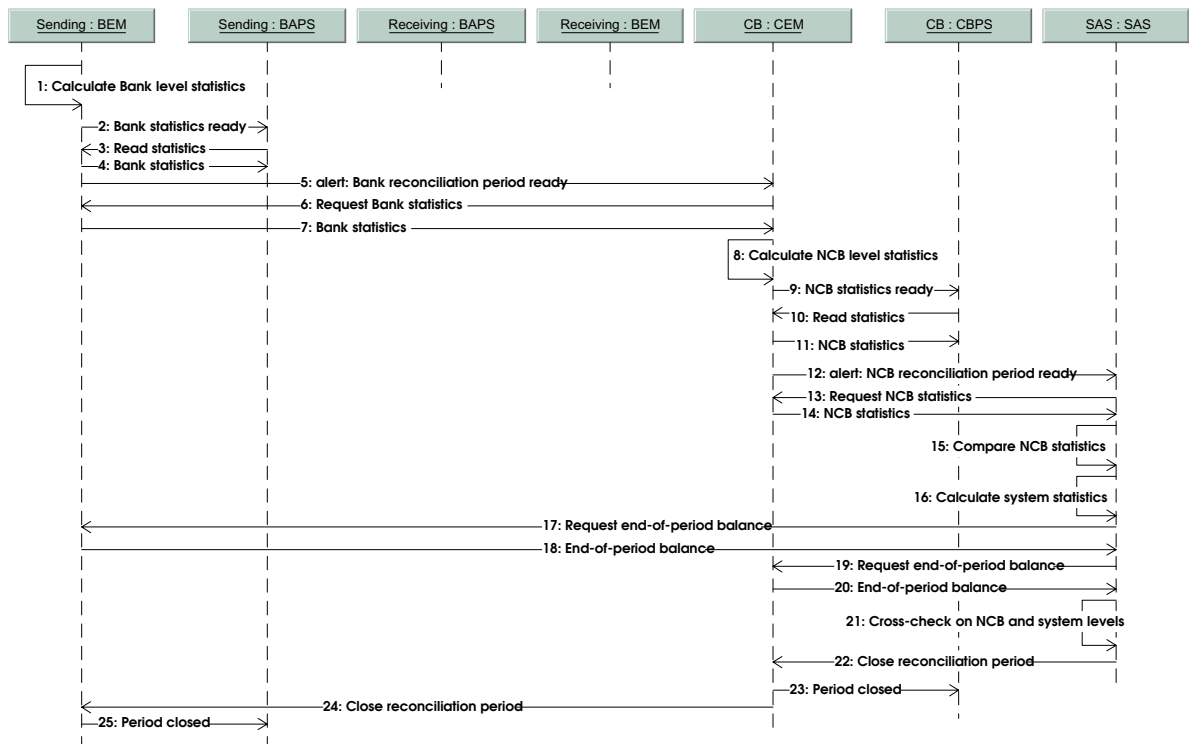 Sending : BEM
Sending : BAPS
Receiving : BAPS
Receiving : BEM
CB : CEM
CB : CBPS
SAS : SAS
1: Calculate Bank level statistics
2: Bank statistics ready
3: Read statistics
4: Bank statistics
5: alert: Bank reconciliation period ready
6: Request Bank statistics
7: Bank statistics
8: Calculate NCB level statistics
9: NCB statistics ready
10: Read statistics
11: NCB statistics
12: alert: NCB reconciliation period ready
13: Request NCB statistics
14: NCB statistics
15: Compare NCB statistics
16: Calculate system statistics
17: Request end-of-period balance
18: End-of-period balance
19: Request end-of-period balance
20: End-of-period balance
21: Cross-check on NCB and system levels
22: Close reconciliation period
23: Period closed
24: Close reconciliation period
25: Period closed